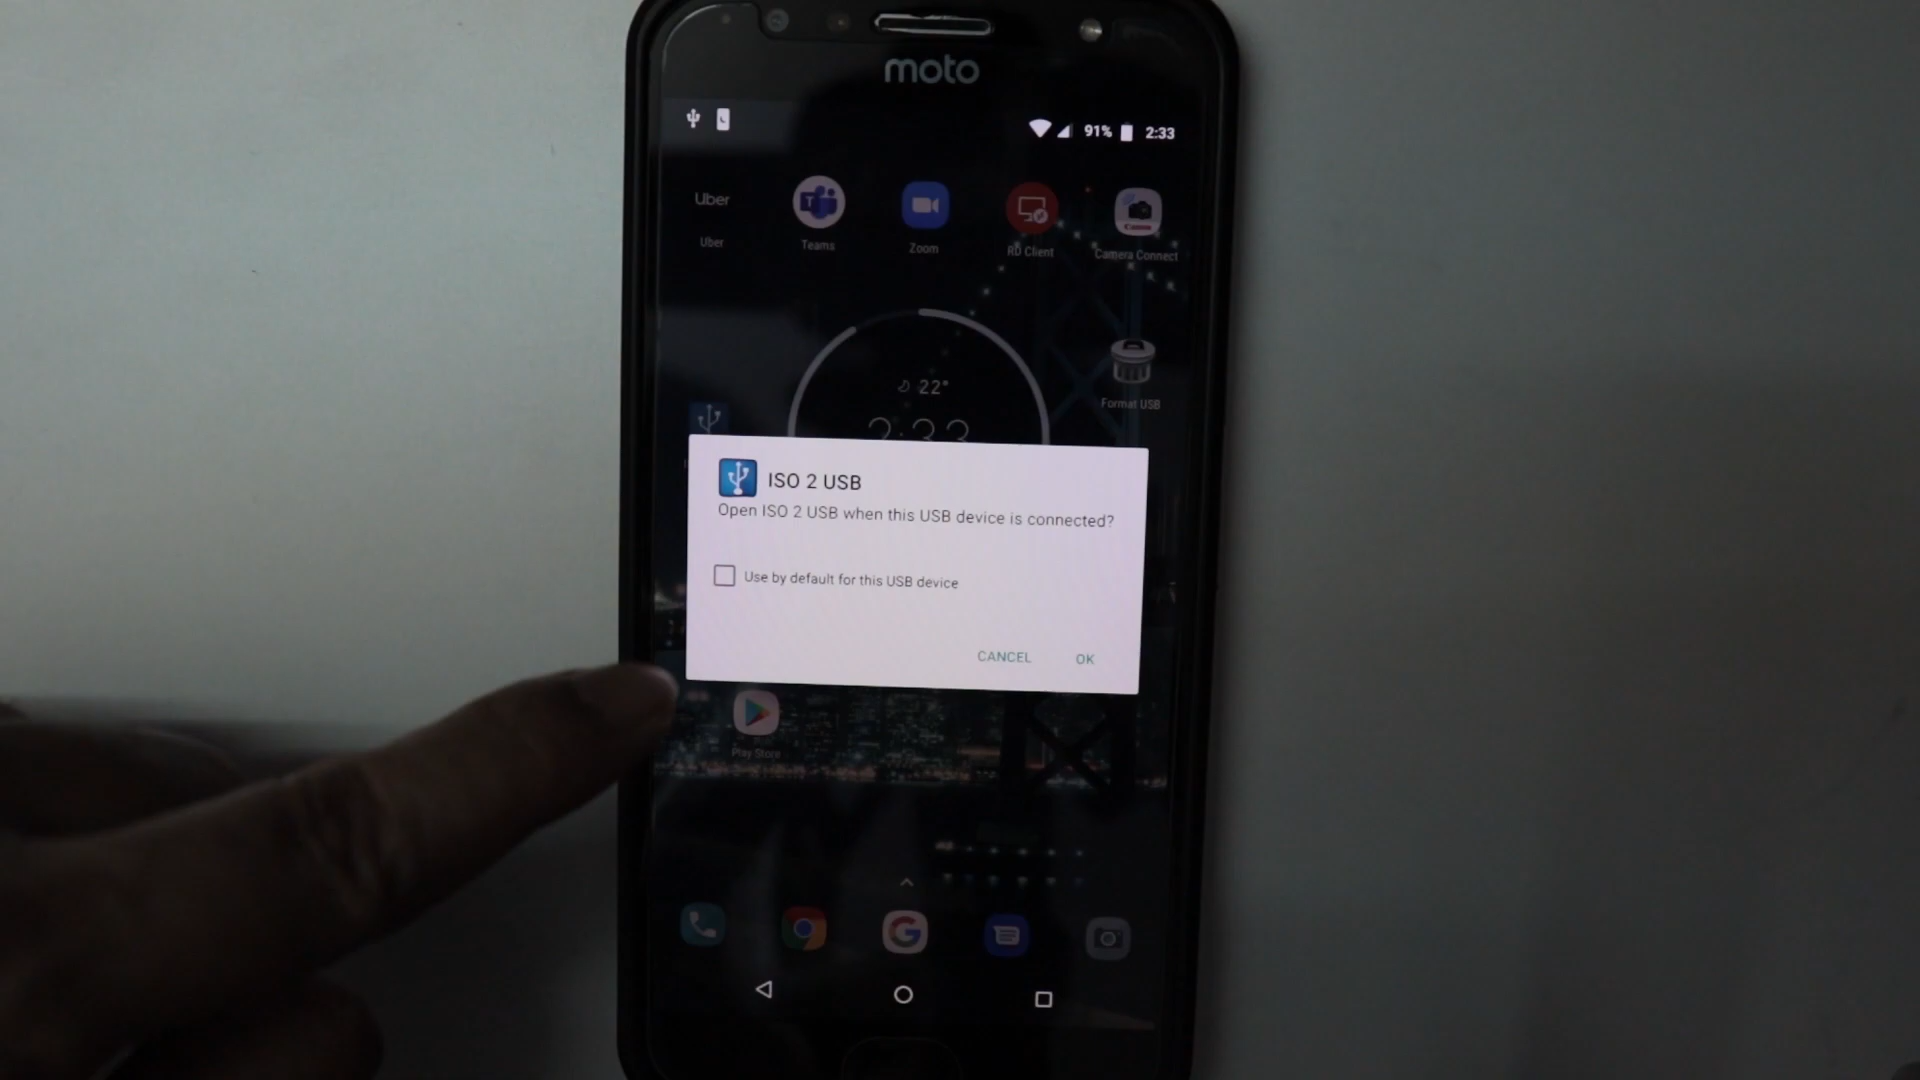 moto
91% 2:33
Uber
Uber
Teams
Zoom
RD Client
Camera Connect
22°
2:33
Format USB
ISO 2 USB
Open ISO 2 USB when this USB device is connected?
Use by default for this USB device
CANCEL
OK
Play Store